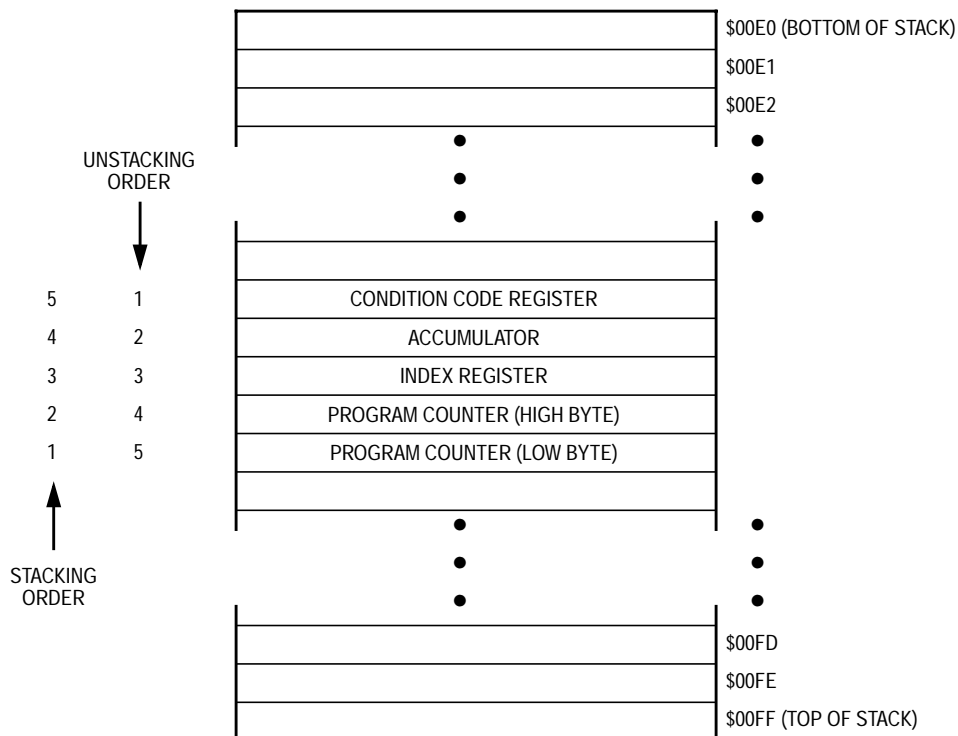 $00E0 (BOTTOM OF STACK)
$00E1
$00E2
UNSTACKING
ORDER
5 1 CONDITION CODE REGISTER
4 2 ACCUMULATOR
3 3 INDEX REGISTER
2 4 PROGRAM COUNTER (HIGH BYTE)
1 5 PROGRAM COUNTER (LOW BYTE)
STACKING
ORDER
$00FD
$00FE
$00FF (TOP OF STACK)